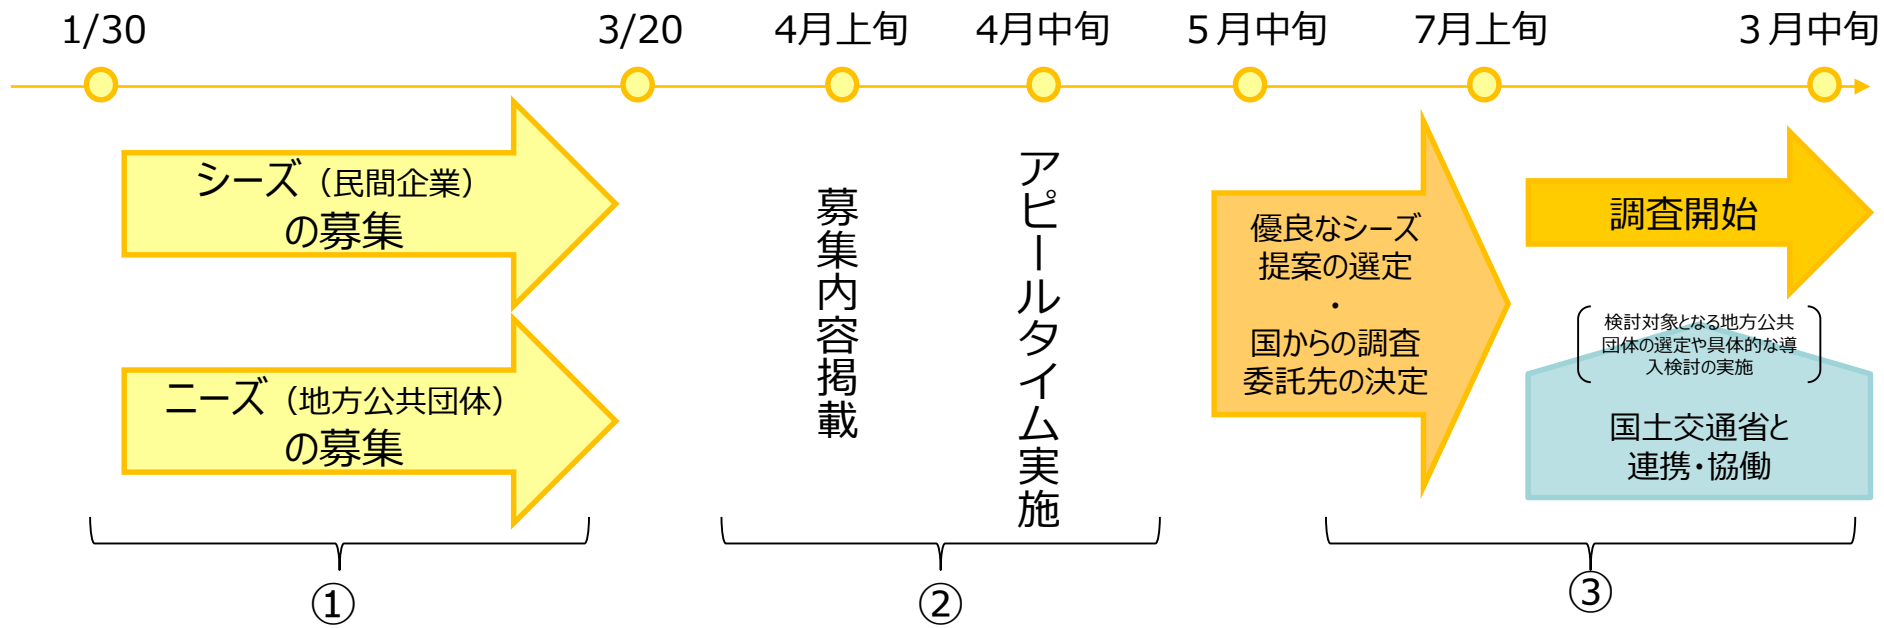 1/30
3/20
4月上旬
4月中旬
５月中旬
7月上旬
３月中旬
シーズ（民間企業）
の募集
ニーズ（地方公共団体）
の募集
募集内容掲載
アピールタイム実施
優良なシーズ
提案の選定
・
国からの調査
委託先の決定
調査開始
検討対象となる地方公共
団体の選定や具体的な導
入検討の実施
国土交通省と
連携・協働
①
②
③